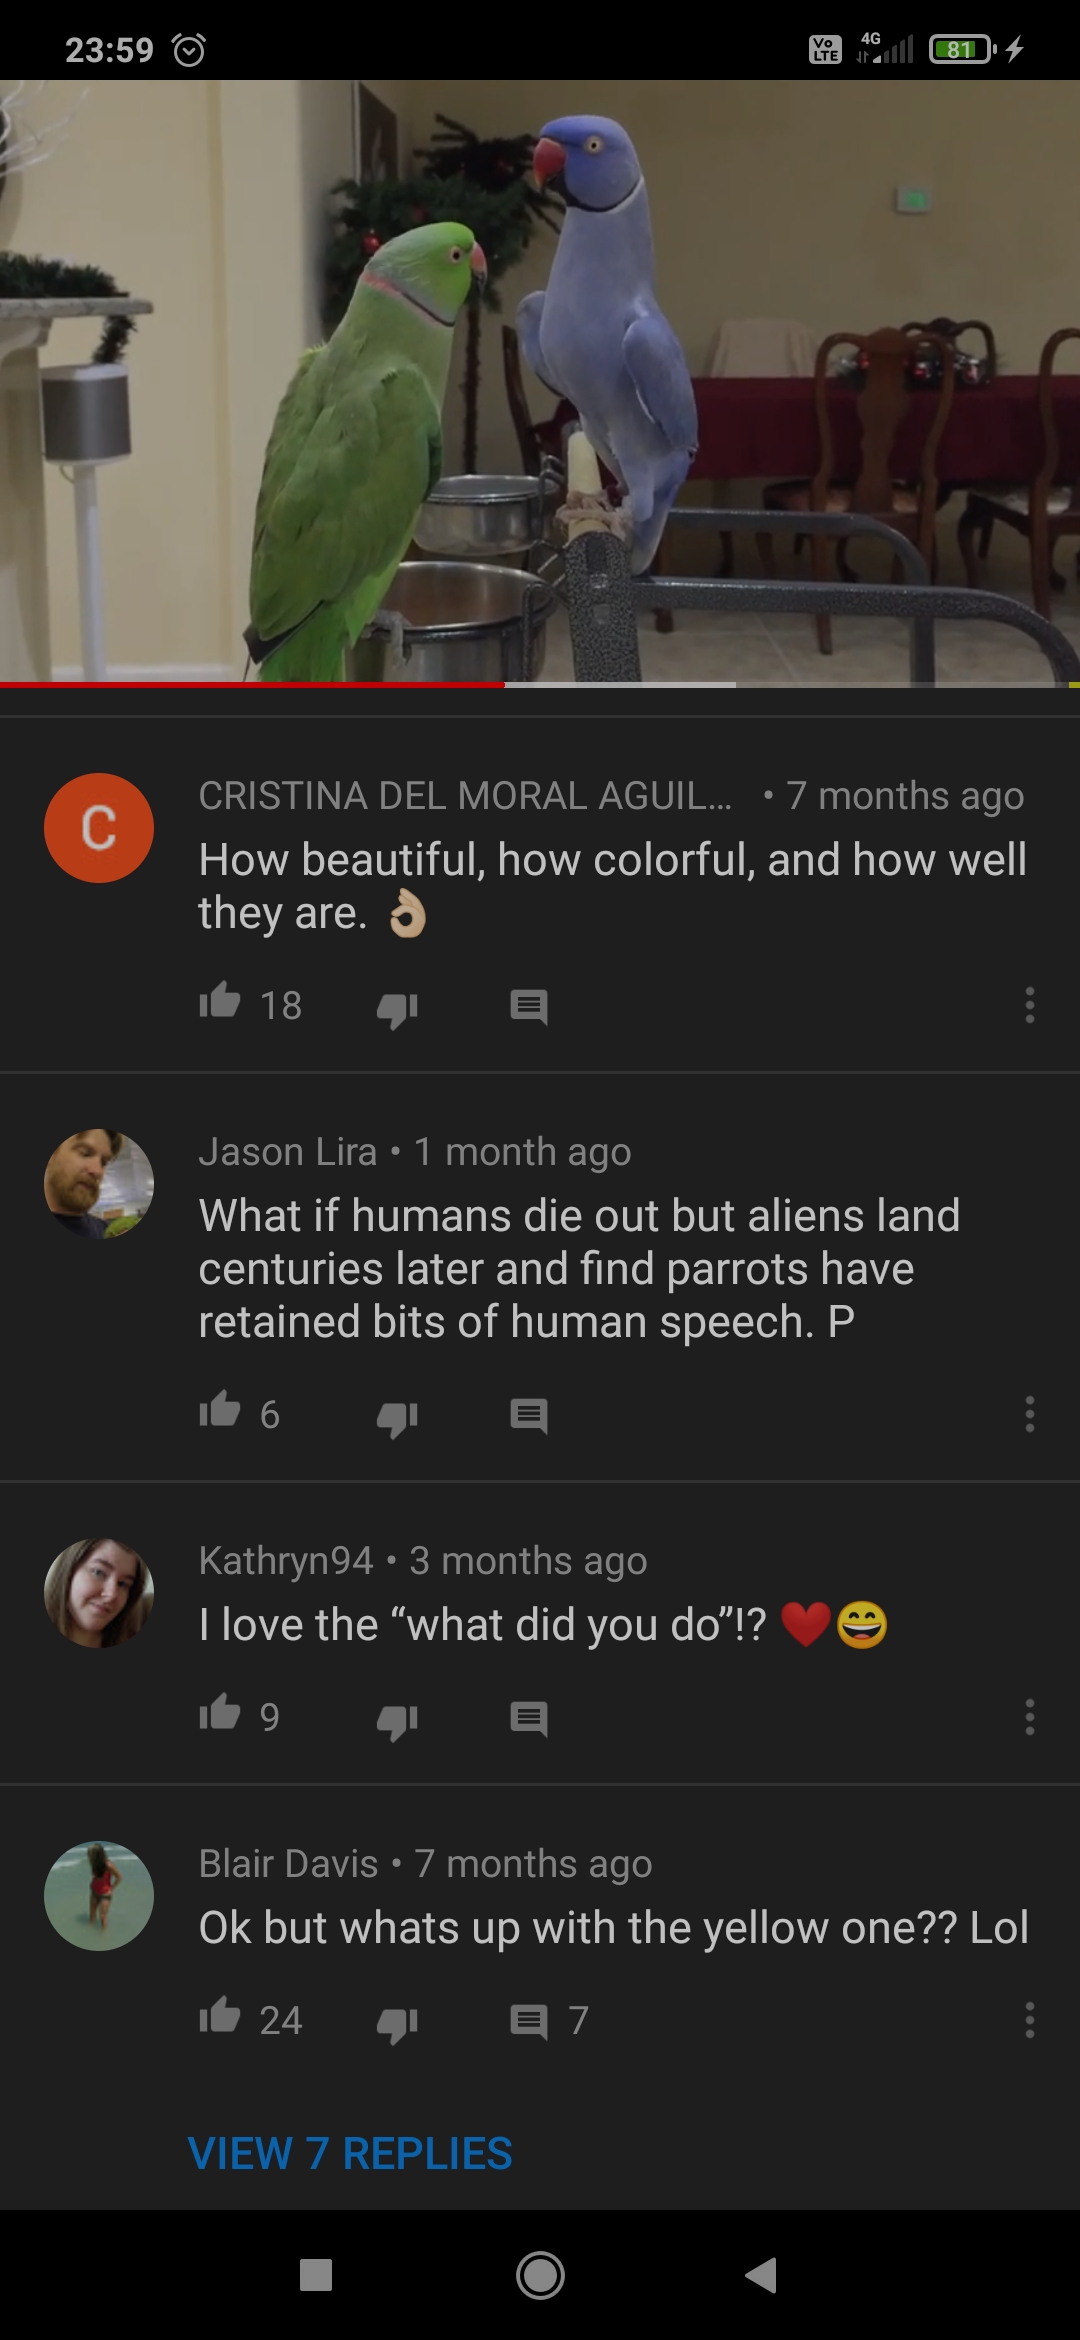 23:59
Vo
LTE
4G
81
CRISTINA DEL MORAL AGUIL... • 7 months ago
C
How beautiful, how colorful, and how well
they are. 👌🏼
18
Jason Lira • 1 month ago
What if humans die out but aliens land
centuries later and find parrots have
retained bits of human speech. P
6
Kathryn94 • 3 months ago
I love the “what did you do”!? ❤️😄
9
Blair Davis • 7 months ago
Ok but whats up with the yellow one?? Lol
24
7
VIEW 7 REPLIES